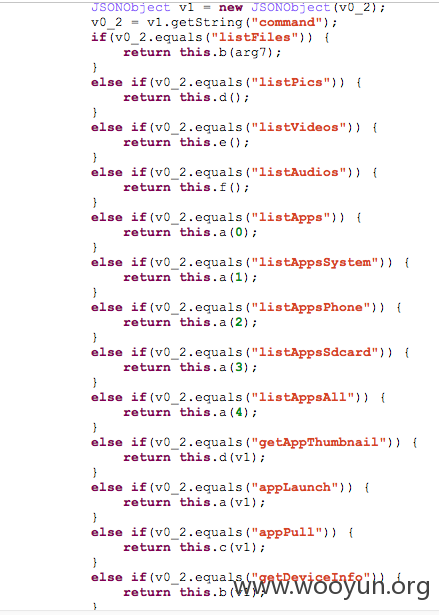 JSONObject v1 = new JSONObject(v0_2);
v0_2 = v1.getString("command");
if(v0_2.equals("listFiles")) {
    return this.b(arg7);
}
else if(v0_2.equals("listPics")) {
    return this.d();
}
else if(v0_2.equals("listVideos")) {
    return this.e();
}
else if(v0_2.equals("listAudios")) {
    return this.f();
}
else if(v0_2.equals("listApps")) {
    return this.a(0);
}
else if(v0_2.equals("listAppsSystem")) {
    return this.a(1);
}
else if(v0_2.equals("listAppsPhone")) {
    return this.a(2);
}
else if(v0_2.equals("listAppsSdcard")) {
    return this.a(3);
}
else if(v0_2.equals("listAppsAll")) {
    return this.a(4);
}
else if(v0_2.equals("getAppThumbnail")) {
    return this.d(v1);
}
else if(v0_2.equals("appLaunch")) {
    return this.a(v1);
}
else if(v0_2.equals("appPull")) {
    return this.c(v1);
}
else if(v0_2.equals("getDeviceInfo")) {
    return this.b(v1);
}
www.wooyun.org